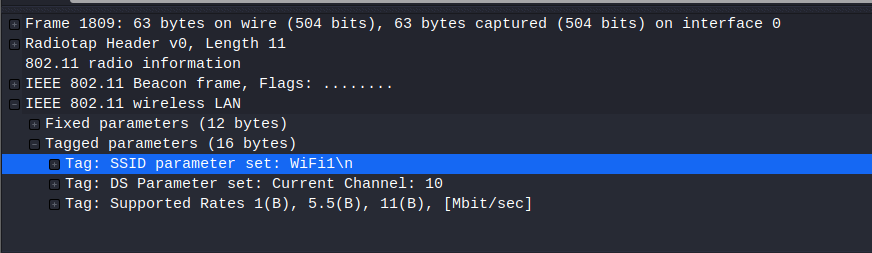 Frame 1809: 63 bytes on wire (504 bits), 63 bytes captured (504 bits) on interface 0
Radiotap Header v0, Length 11
802.11 radio information
IEEE 802.11 Beacon frame, Flags: ........
IEEE 802.11 wireless LAN
Fixed parameters (12 bytes)
Tagged parameters (16 bytes)
Tag: SSID parameter set: WiFi1\n
Tag: DS Parameter set: Current Channel: 10
Tag: Supported Rates 1(B), 5.5(B), 11(B), [Mbit/sec]